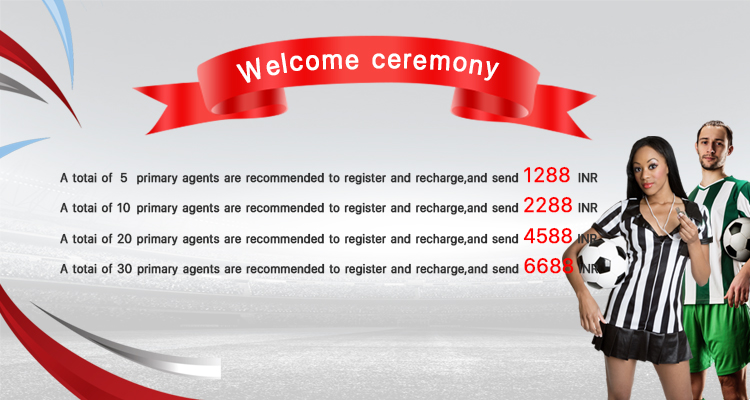 Welcome ceremony
A totai of 5 primary agents are recommended to register and recharge,and send 1288 INR
A totai of 10 primary agents are recommended to register and recharge,and send 2288 INR
A totai of 20 primary agents are recommended to register and recharge,and send 4588 INR
A totai of 30 primary agents are recommended to register and recharge,and send 6688 INR